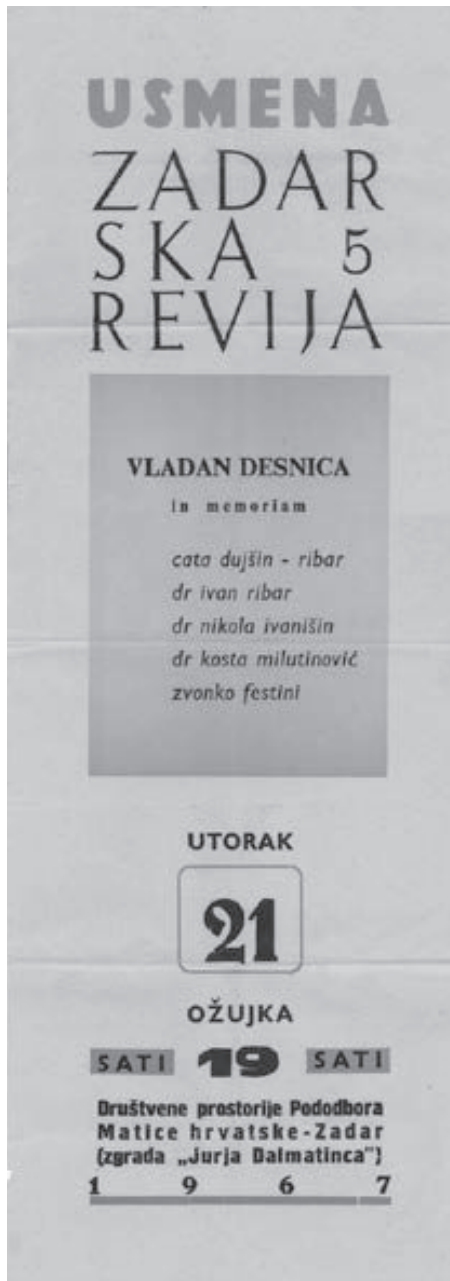 USMENA
ZADAR
SKA 5
REVIJA
VLADAN DESNICA
in memoriam
cata dujšin - ribar
dr ivan ribar
dr nikola ivanišin
dr kosta milutinović
zvonko festini
UTORAK
21
OŽUJKA
SATI 19 SATI
Društvene prostorije Pododbora
Matice hrvatske-Zadar
(zgrada „Jurja Dalmatinca")
1 9 6 7